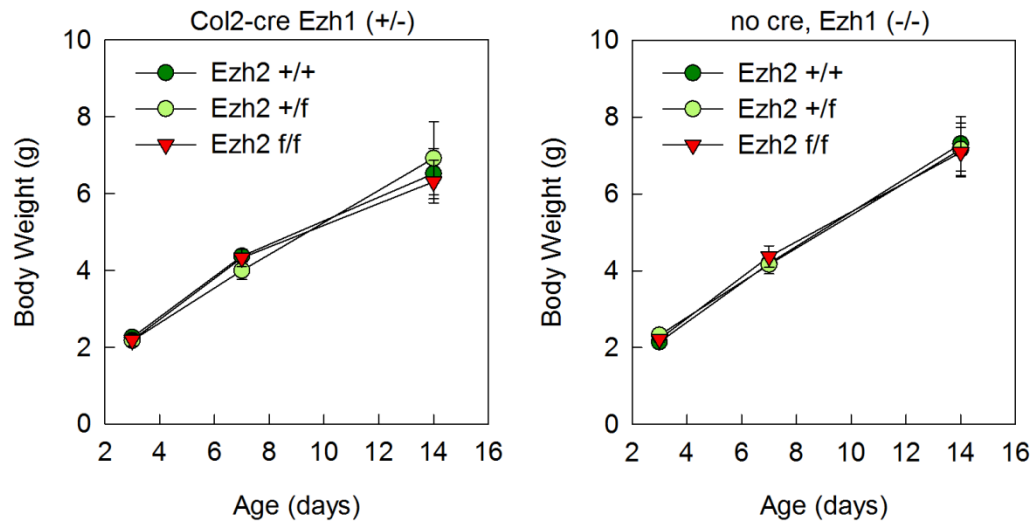 Col2-cre Ezh1 (+/-)
10
8
6
4
2
0
Body Weight (g)
Ezh2 +/+
Ezh2 +/f
Ezh2 f/f
2 4 6 8 10 12 14 16
Age (days)
no cre, Ezh1 (-/-)
10
8
6
4
2
0
Body Weight (g)
Ezh2 +/+
Ezh2 +/f
Ezh2 f/f
2 4 6 8 10 12 14 16
Age (days)